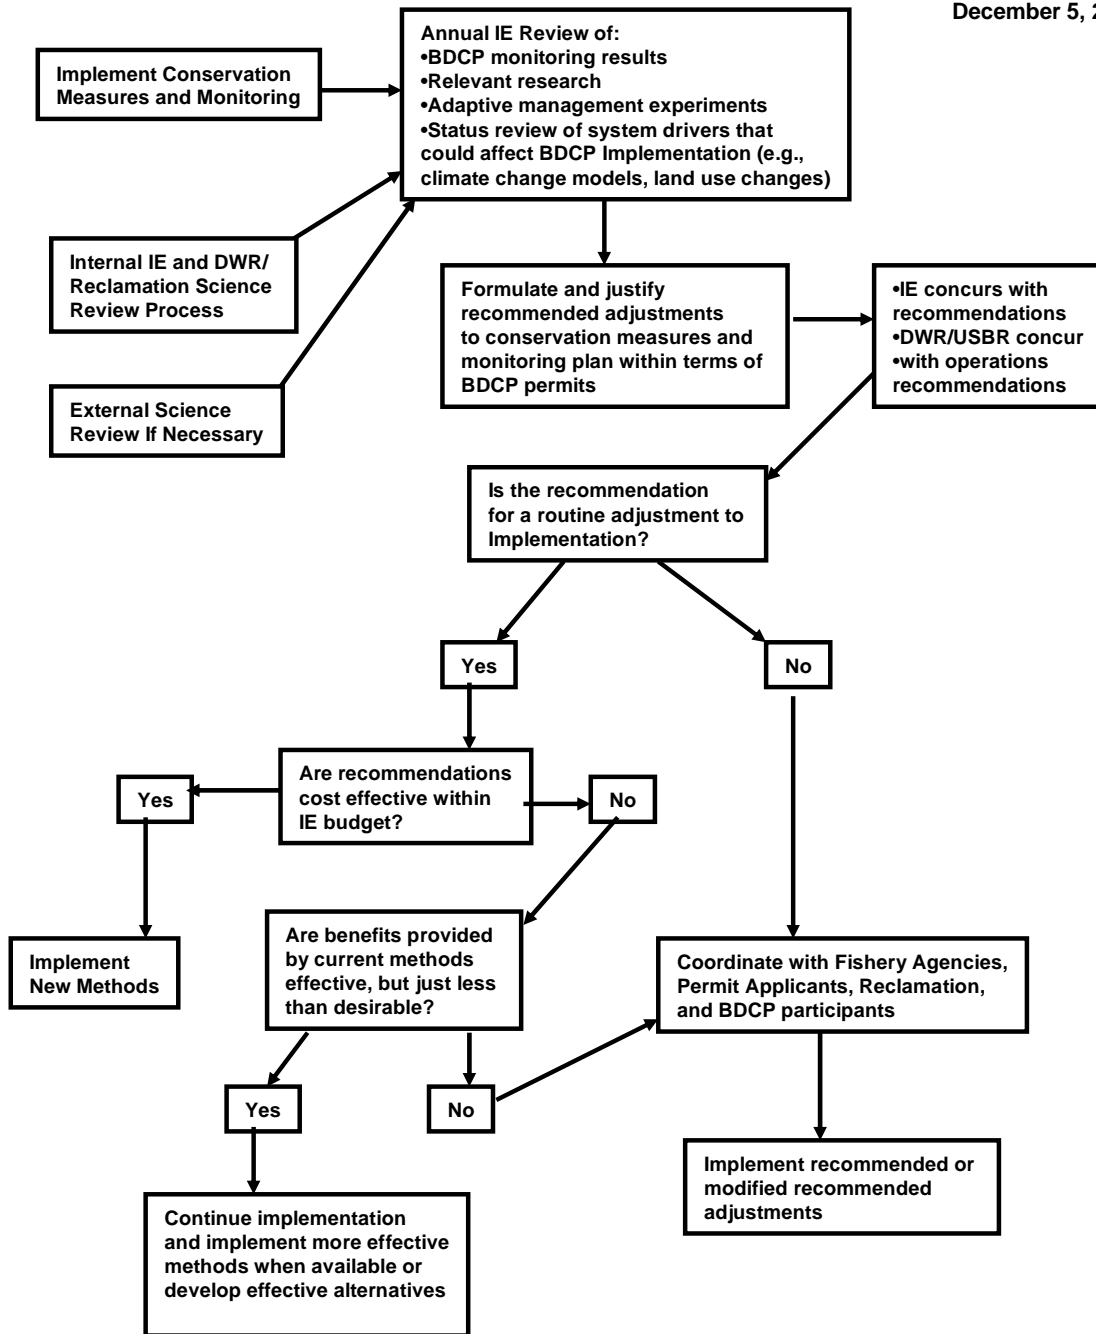 December 5, 2
Annual IE Review of:
•BDCP monitoring results
•Relevant research
•Adaptive management experiments
•Status review of system drivers that
could affect BDCP Implementation (e.g.,
climate change models, land use changes)
Implement Conservation
Measures and Monitoring
Internal IE and DWR/
Reclamation Science
Review Process
External Science
Review If Necessary
Formulate and justify
recommended adjustments
to conservation measures and
monitoring plan within terms of
BDCP permits
•IE concurs with
recommendations
•DWR/USBR concur
•with operations
recommendations
Is the recommendation
for a routine adjustment to
Implementation?
Yes
No
Are recommendations
cost effective within
IE budget?
Yes
No
Implement
New Methods
Are benefits provided
by current methods
effective, but just less
than desirable?
Coordinate with Fishery Agencies,
Permit Applicants, Reclamation,
and BDCP participants
Yes
No
Continue implementation
and implement more effective
methods when available or
develop effective alternatives
Implement recommended or
modified recommended
adjustments